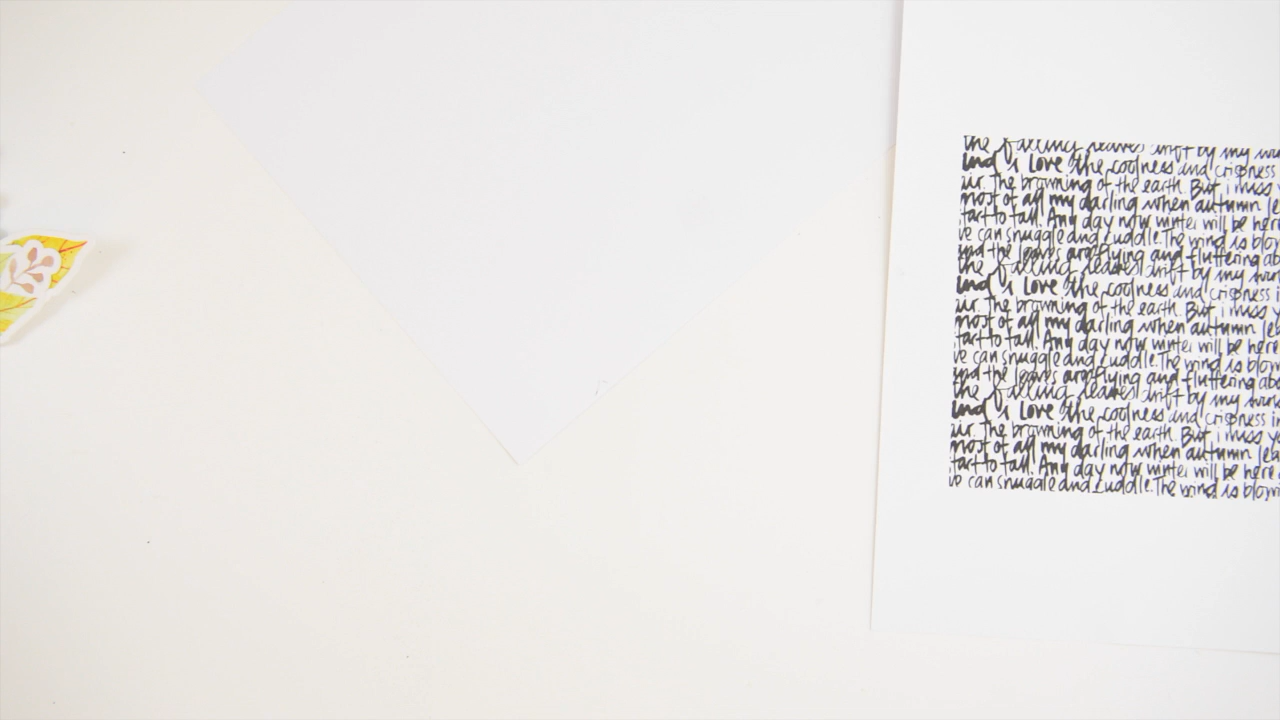 the falling leaves drift by my
and i Love the coolness and crispness
air. The browning of the earth. But i miss
most of all my darling when autumn
start to fall. Any day now winter will be here
we can snuggle and cuddle. The wind is
and the leaves are flying and fluttering
the falling leaves drift by my
and i Love the coolness and crispness
air. The browning of the earth. But i miss
most of all my darling when autumn
start to fall. Any day now winter will be here
we can snuggle and cuddle. The wind is
and the leaves are flying and fluttering
the falling leaves drift by my
and i Love the coolness and crispness
air. The browning of the earth. But i miss
most of all my darling when autumn
start to fall. Any day now winter will be here
we can snuggle and cuddle. The wind is